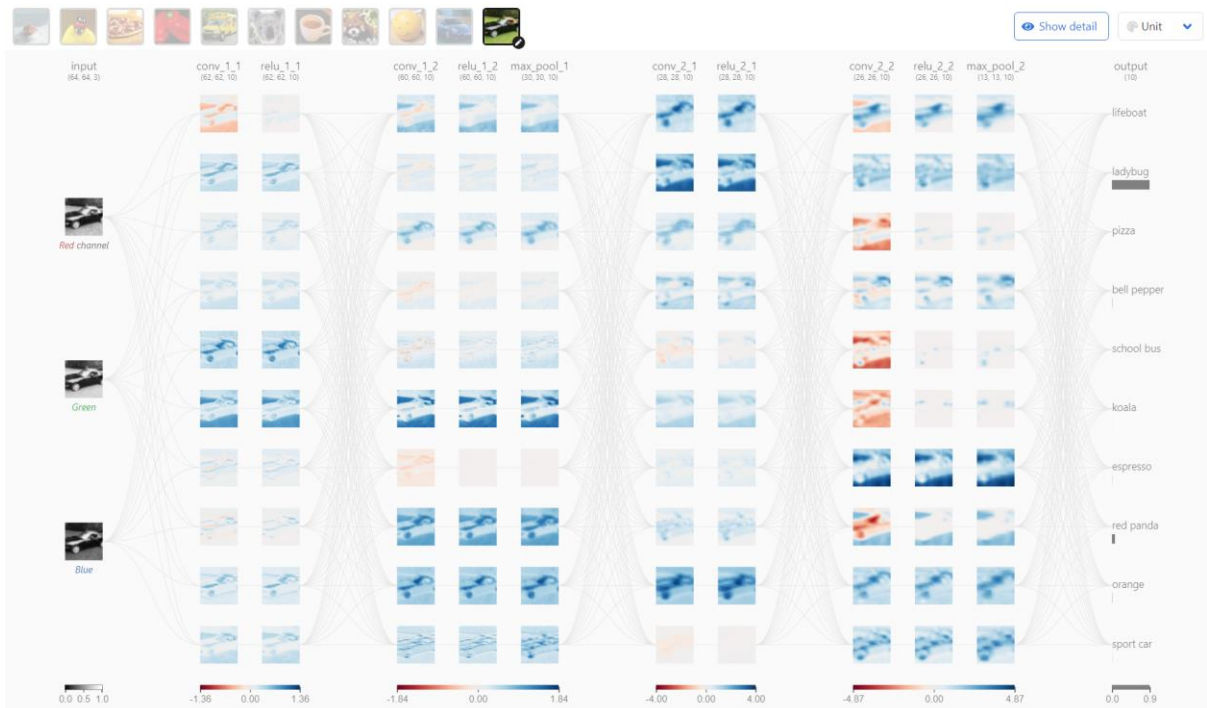 Show detail
Unit
input
(64, 64, 3)
conv_1_1
(62, 62, 10)
relu_1_1
(62, 62, 10)
conv_1_2
(60, 60, 10)
relu_1_2
(60, 60, 10)
max_pool_1
(30, 30, 10)
conv_2_1
(28, 28, 10)
relu_2_1
(28, 28, 10)
conv_2_2
(26, 26, 10)
relu_2_2
(26, 26, 10)
max_pool_2
(13, 13, 10)
output
(10)
Red channel
Green
Blue
lifeboat
ladybug
pizza
bell pepper
school bus
koala
espresso
red panda
orange
sport car
0.0 0.5 1.0
-1.36 0.00 1.36
-1.84 0.00 1.84
-4.00 0.00 4.00
-4.87 0.00 4.87
0.0 0.9